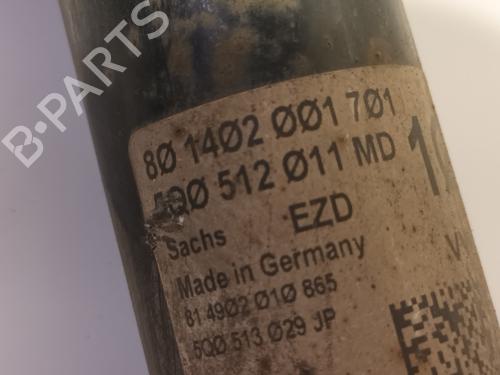 B-PARTS
80 1402 001 701
5Q0 512 011 MD
EZD
Sachs
Made in Germany
81 4902 010 865
5Q0 513 029 JP